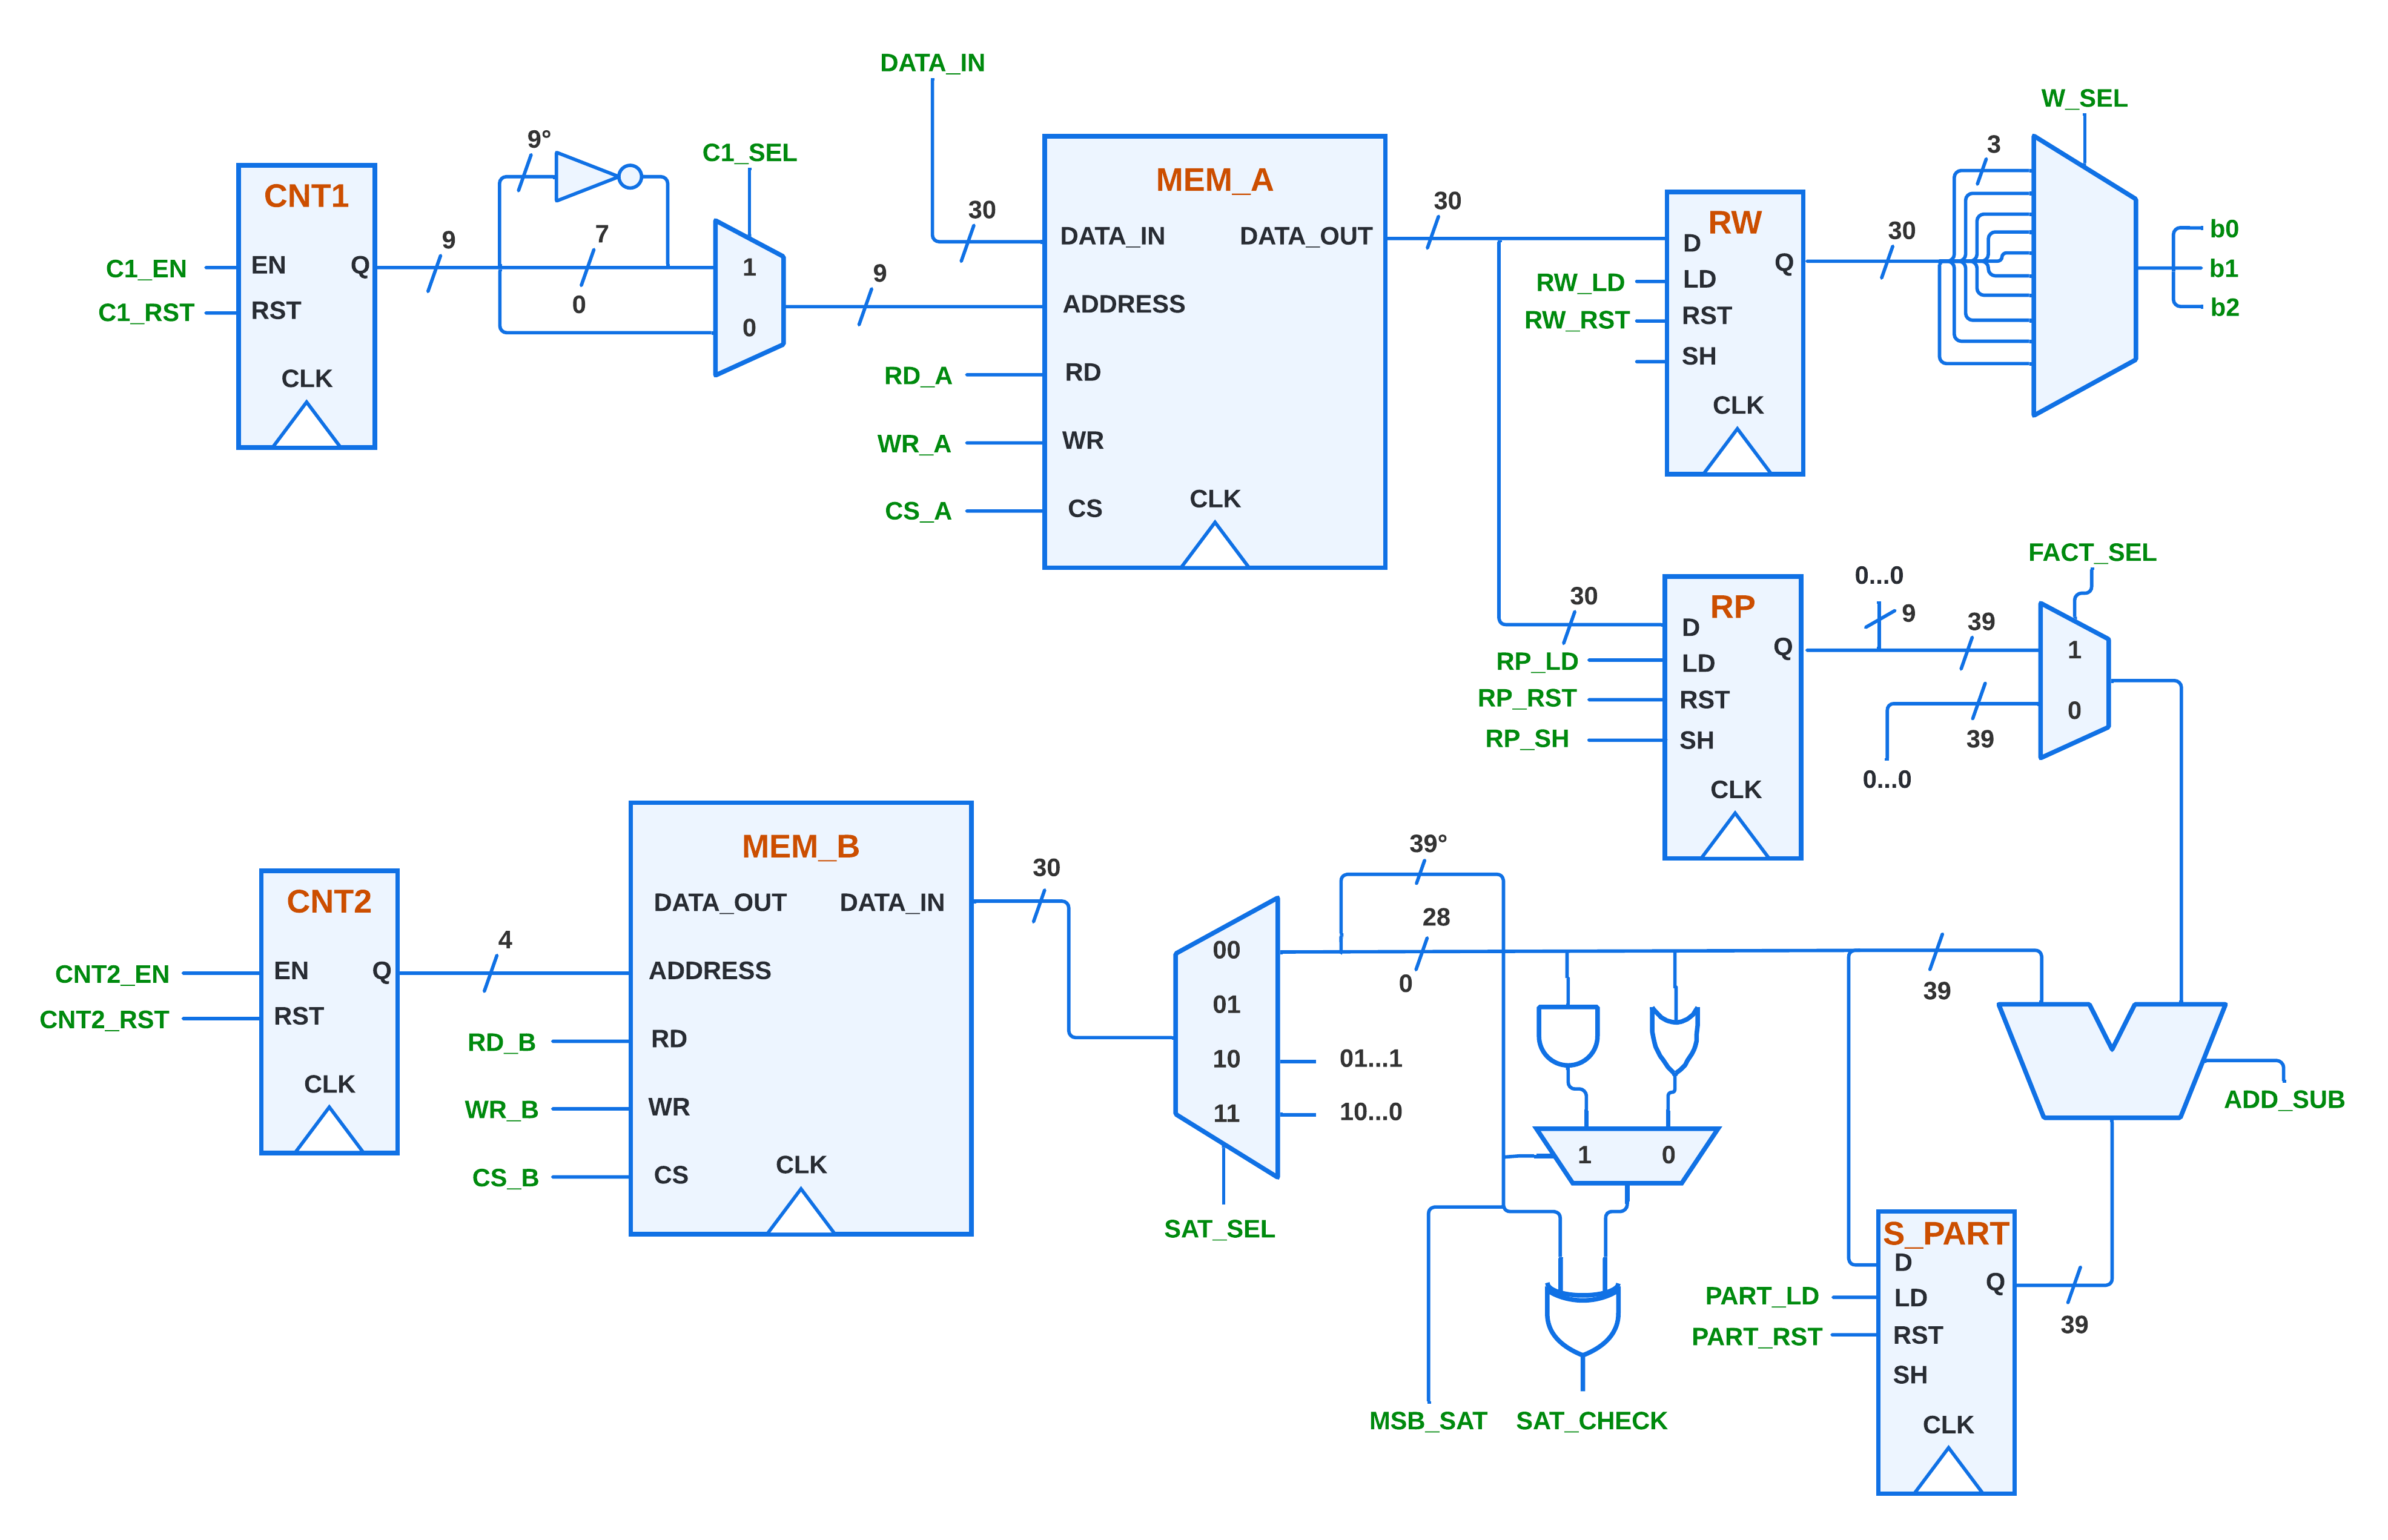 DATA_IN
W_SEL
9°
C1_SEL
3
CNT1
MEM_A
30
30
RW
9
7
EN
Q
C1_EN
0
1
9
DATA_IN
DATA_OUT
D
Q
30
b0
b1
b2
C1_RST
RST
0
ADDRESS
RW_LD
LD
RW_RST
RST
SH
CLK
RD_A
RD
CLK
WR_A
WR
CS_A
CS
CLK
FACT_SEL
0...0
9
30
RP
39
D
Q
1
RP_LD
LD
RP_RST
RST
0
RP_SH
SH
39
0...0
CLK
MEM_B
39°
30
CNT2
DATA_OUT
DATA_IN
28
4
00
0
39
CNT2_EN
EN
Q
ADDRESS
01
CNT2_RST
RST
RD_B
RD
10
01...1
CLK
WR_B
WR
11
10...0
ADD_SUB
CS_B
CS
CLK
1
0
SAT_SEL
S_PART
D
Q
PART_LD
LD
PART_RST
RST
39
SH
MSB_SAT
SAT_CHECK
CLK